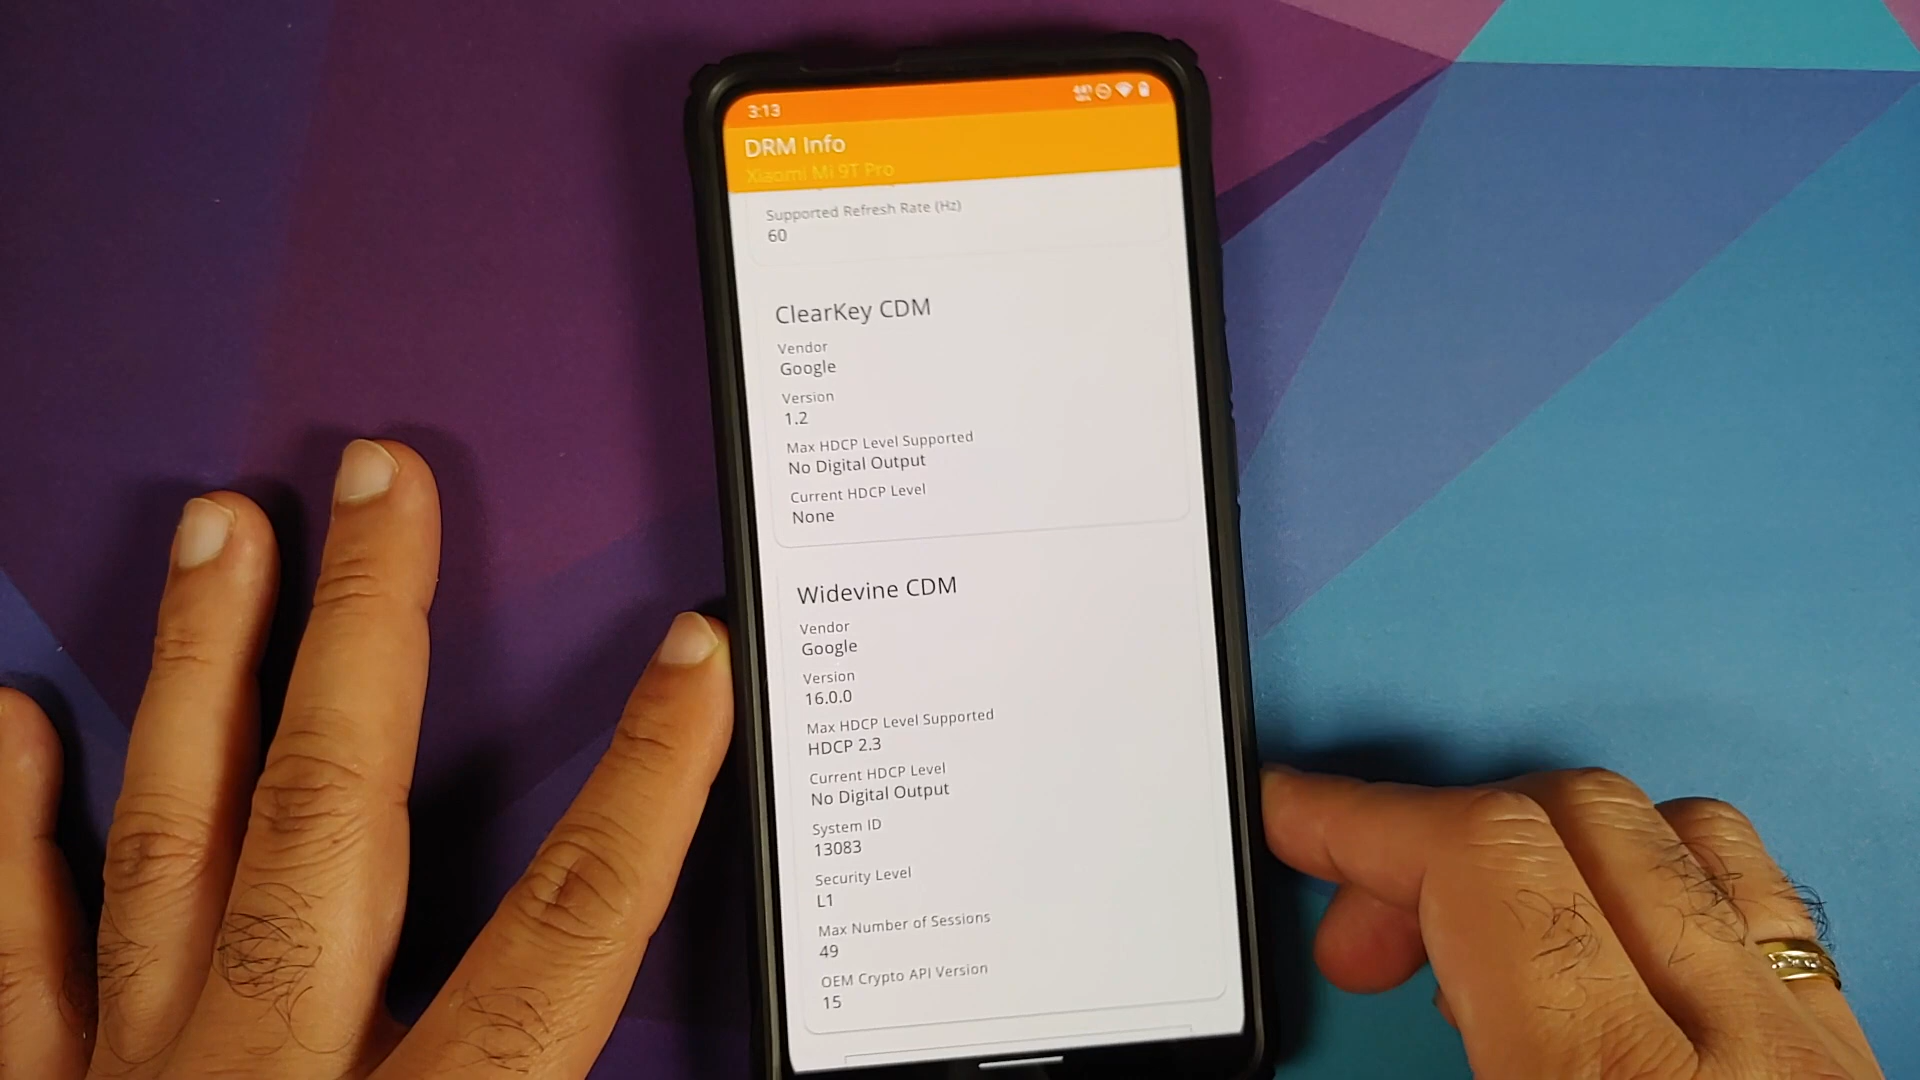 3:13
DRM Info
Xiaomi Mi 9T Pro
Supported Refresh Rate (Hz)
60
ClearKey CDM
Vendor
Google
Version
1.2
Max HDCP Level Supported
No Digital Output
Current HDCP Level
None
Widevine CDM
Vendor
Google
Version
16.0.0
Max HDCP Level Supported
HDCP 2.3
Current HDCP Level
No Digital Output
System ID
13083
Security Level
L1
Max Number of Sessions
49
OEM Crypto API Version
15